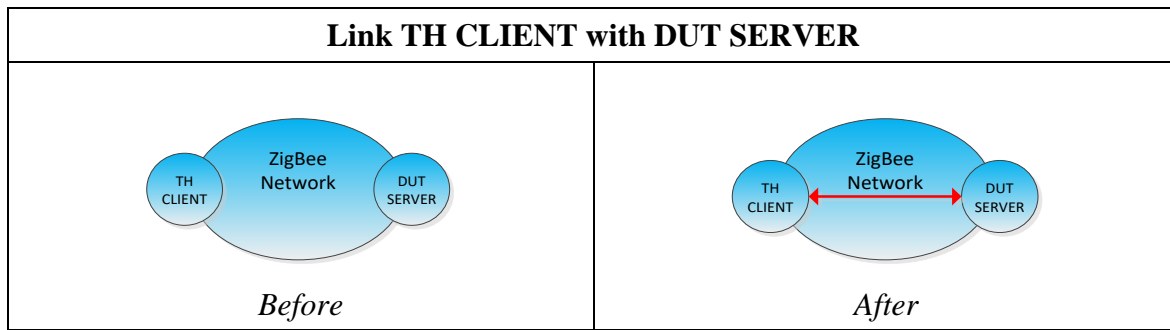 Link TH CLIENT with DUT SERVER
ZigBee
Network
TH
CLIENT
DUT
SERVER
Before
ZigBee
Network
TH
CLIENT
DUT
SERVER
After